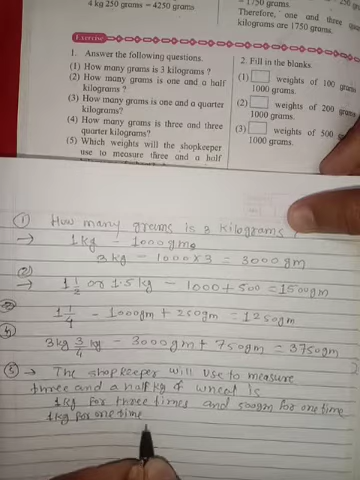 4 kg 250 grams = 4250 grams
= 1750 grams.
Therefore, one and three
kilograms are 1750 grams.
Exercise
1. Answer the following questions.
(1) How many grams is 3 kilograms ?
(2) How many grams is one and a half
kilograms ?
(3) How many grams is one and a quarter
kilograms?
(4) How many grams is three and three
quarter kilograms?
(5) Which weights will the shopkeeper
use to measure three and a half
2. Fill in the blanks
(1) weights of 100 grams
1000 grams.
(2) weights of 200 gram
1000 grams.
(3) weights of 500
1000 grams.
① How many grams is 3 kilograms ?
→ 1kg - 1000gms
3kg - 1000×3 = 3000gm
(2)
→ 1 1/2 or 1.5kg - 1000+500 = 1500gm
1 1/4 - 1000gm + 250gm = 1250gm
④
3kg 3/4 kg - 3000gm + 750gm = 3750gm
⑤ → The shopkeeper will use to measure
three and a half kg of wheat is
1kg for three times and 500gm for one time
1kg for one time